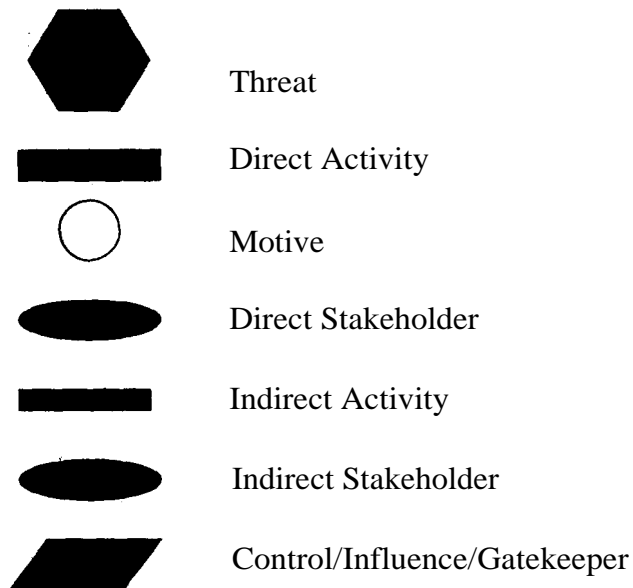 Threat
Direct Activity
Motive
Direct Stakeholder
Indirect Activity
Indirect Stakeholder
Control/Influence/Gatekeeper